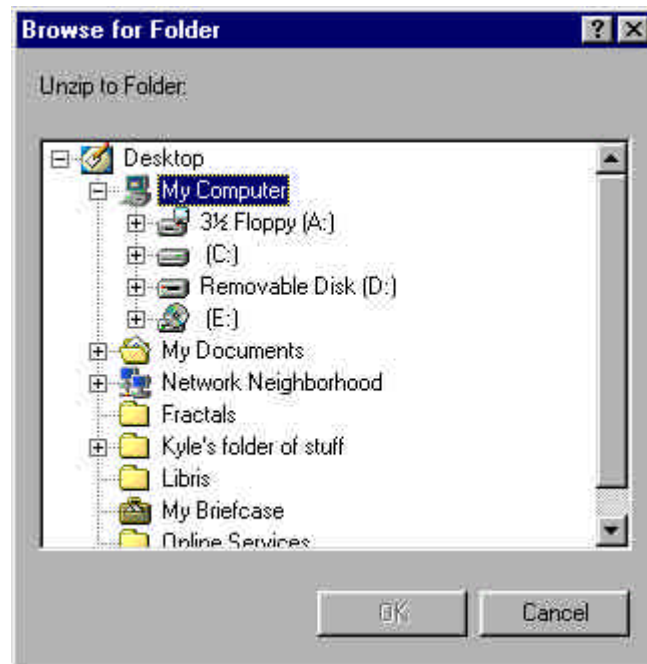 Browse for Folder
Unzip to Folder:
Desktop
My Computer
3½ Floppy (A:)
(C:)
Removable Disk (D:)
(E:)
My Documents
Network Neighborhood
Fractals
Kyle's folder of stuff
Libris
My Briefcase
Online Services
OK
Cancel